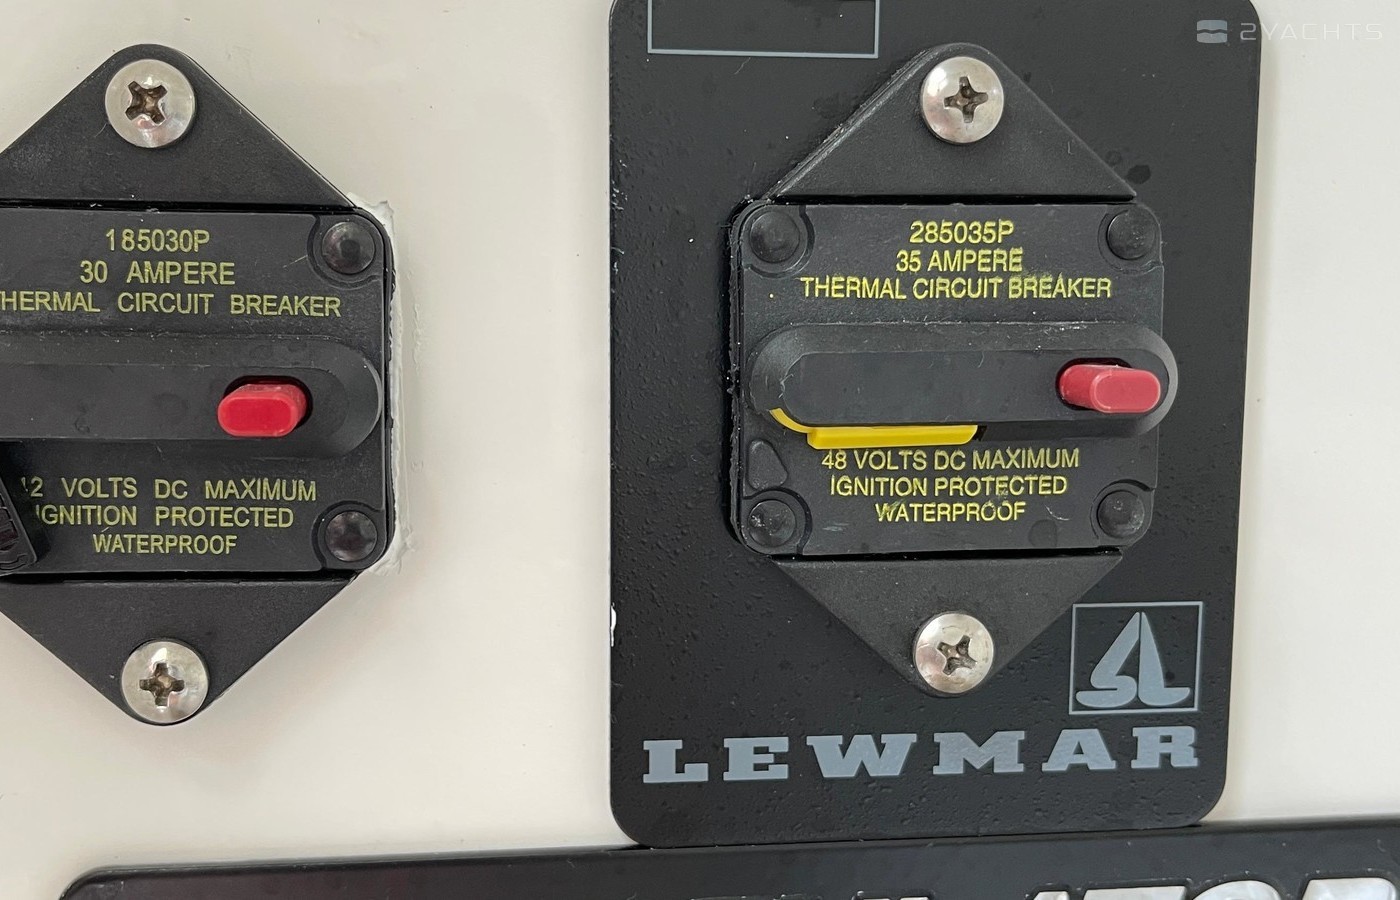 2YACHTS
185030P
30 AMPERE
THERMAL CIRCUIT BREAKER
VOLTS DC MAXIMUM
IGNITION PROTECTED
WATERPROOF
285035P
35 AMPERE
THERMAL CIRCUIT BREAKER
48 VOLTS DC MAXIMUM
IGNITION PROTECTED
WATERPROOF
LEWMAR